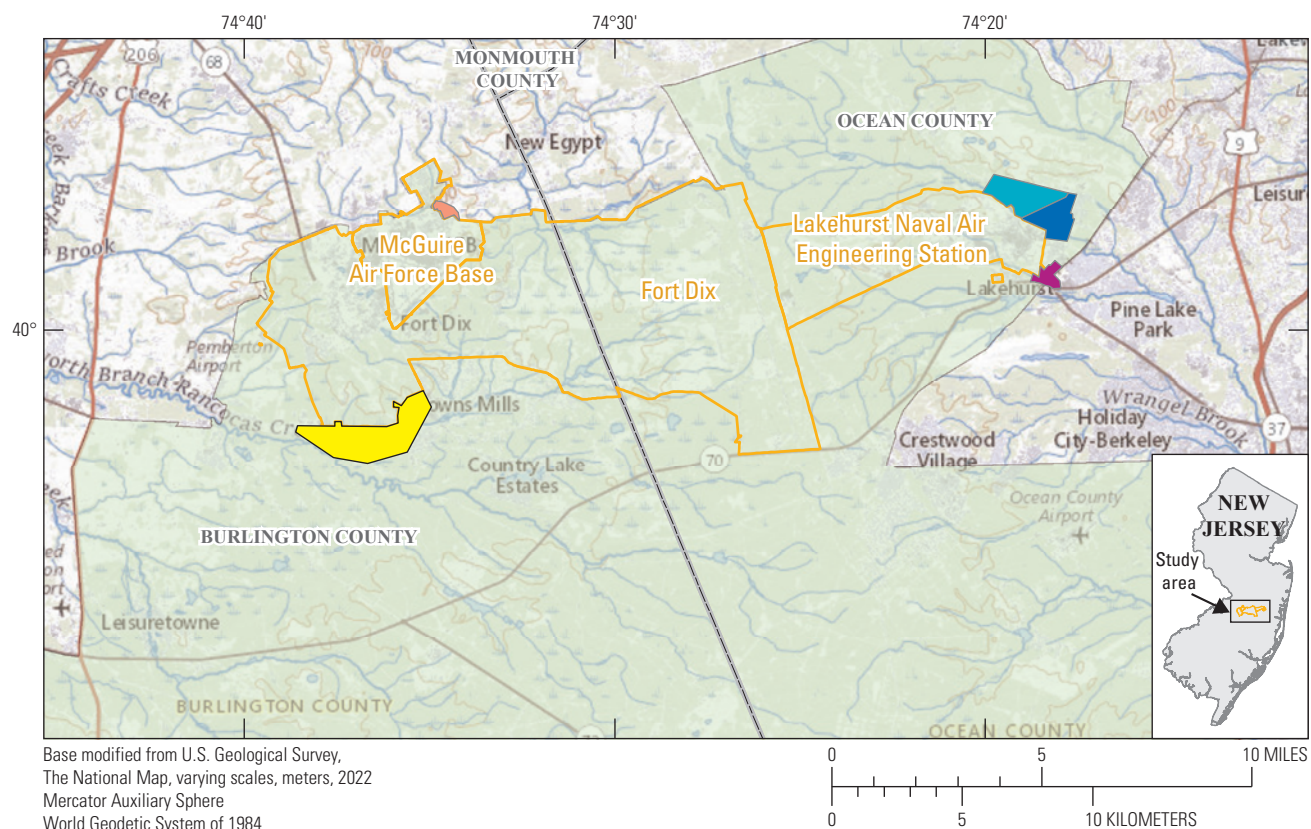 74°40'
74°30'
74°20'
206
68
100
Crafts Creek
MONMOUTH
COUNTY
New Egypt
OCEAN COUNTY
100
9
Brook
McGuire
Air Force Base
Lakehurst Naval Air
Engineering Station
Fort Dix
Lakehurst
Pine Lake
Park
40°
Fort Dix
Pemberton
Airport
North Branch Rancocas Cr
owns Mills
Wrangel Brook
Holiday
City-Berkeley
37
Crestwood
Village
Country Lake
Estates
70
Ocean County
Airport
BURLINGTON COUNTY
NEW
JERSEY
Study
area
Leisuretowne
BURLINGTON COUNTY
OCEAN COUNTY
Base modified from U.S. Geological Survey,
The National Map, varying scales, meters, 2022
Mercator Auxiliary Sphere
World Geodetic System of 1984
0 5 10 MILES
0 5 10 KILOMETERS